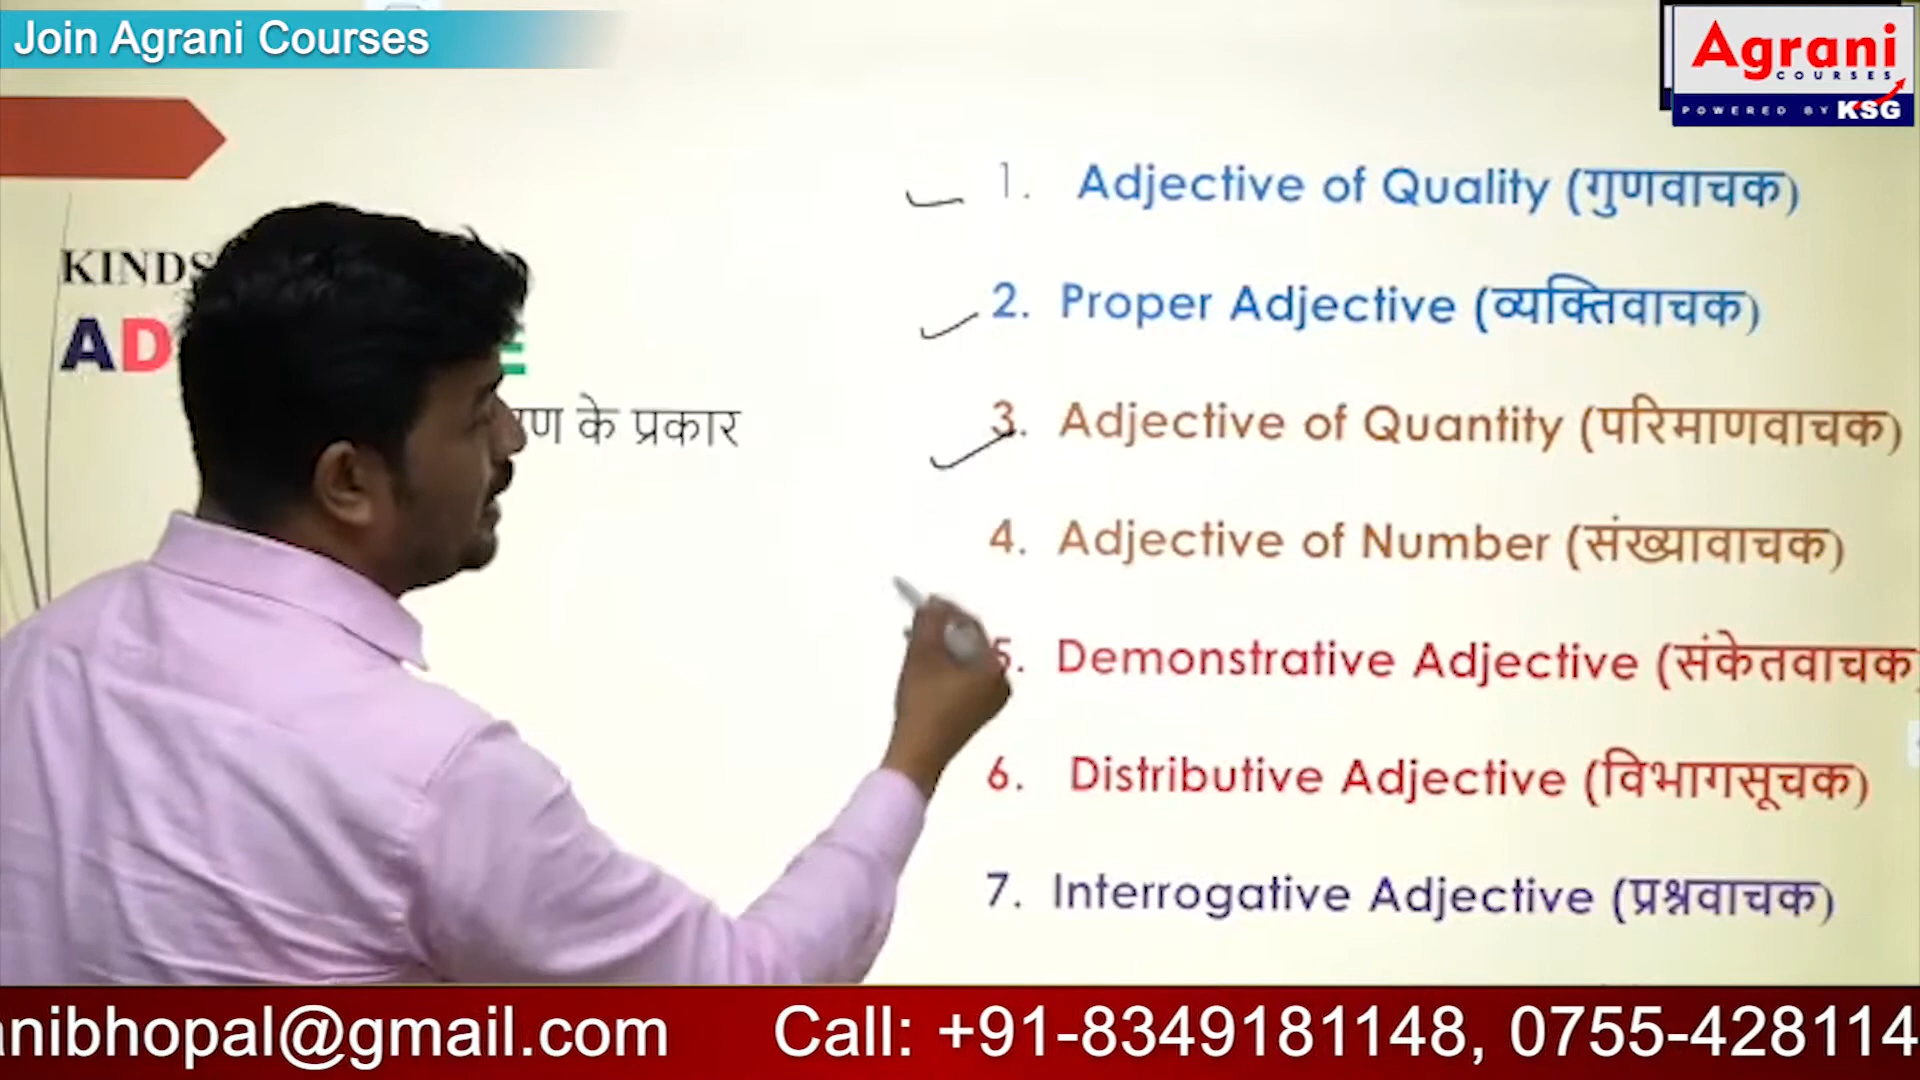 Join Agrani Courses
Agrani
COURSES
POWERED BY KSG
KINDS
के प्रकार
1. Adjective of Quality (गुणवाचक)
2. Proper Adjective (व्यक्तिवाचक)
3. Adjective of Quantity (परिमाणवाचक)
4. Adjective of Number (संख्यावाचक)
5. Demonstrative Adjective (संकेतवाचक
6. Distributive Adjective (विभागसूचक)
7. Interrogative Adjective (प्रश्नवाचक)
nibhopal@gmail.com Call: +91-8349181148, 0755-428114